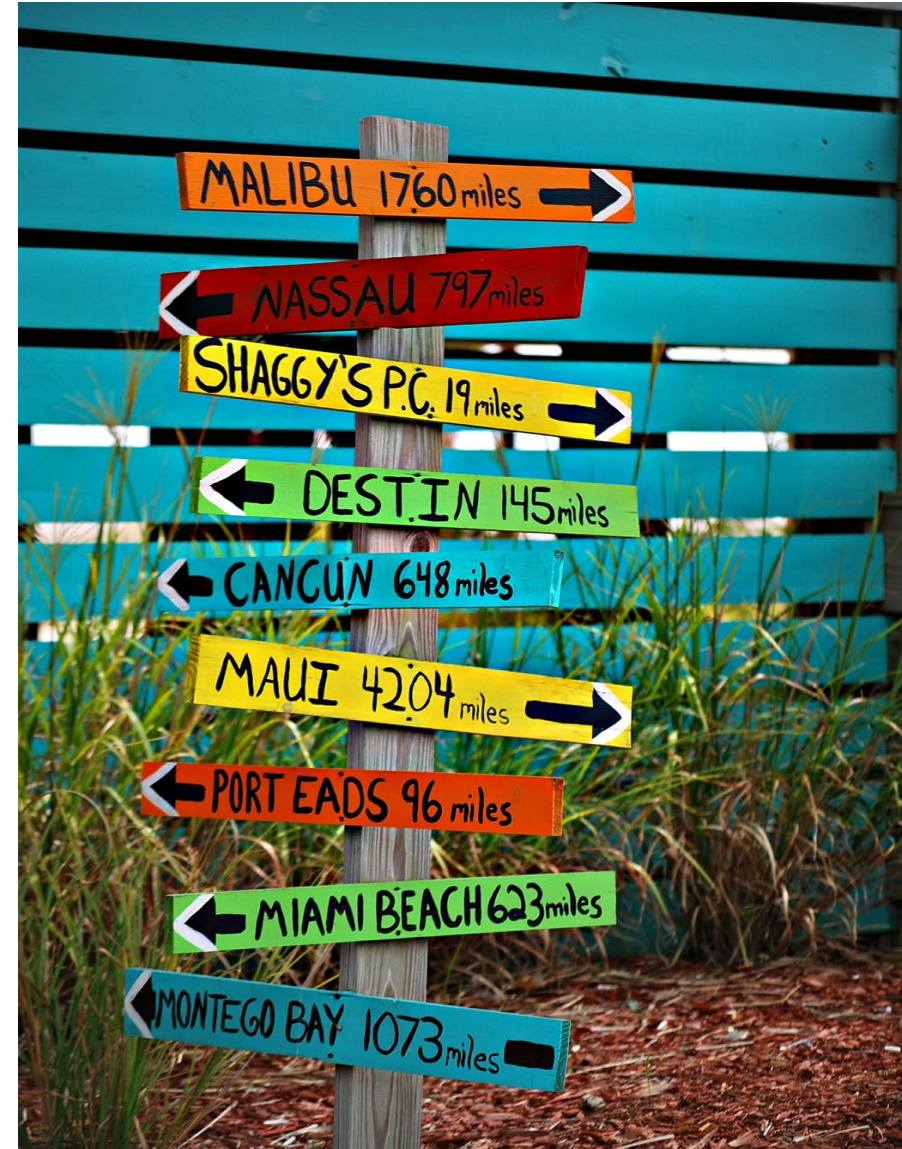 MALIBU 1760 miles
NASSAU 797 miles
SHAGGY'S P.C. 19 miles
DESTIN 145 miles
CANCUN 648 miles
MAUI 4204 miles
PORT EADS 96 miles
MIAMI BEACH 623 miles
MONTEGO BAY 1073 miles